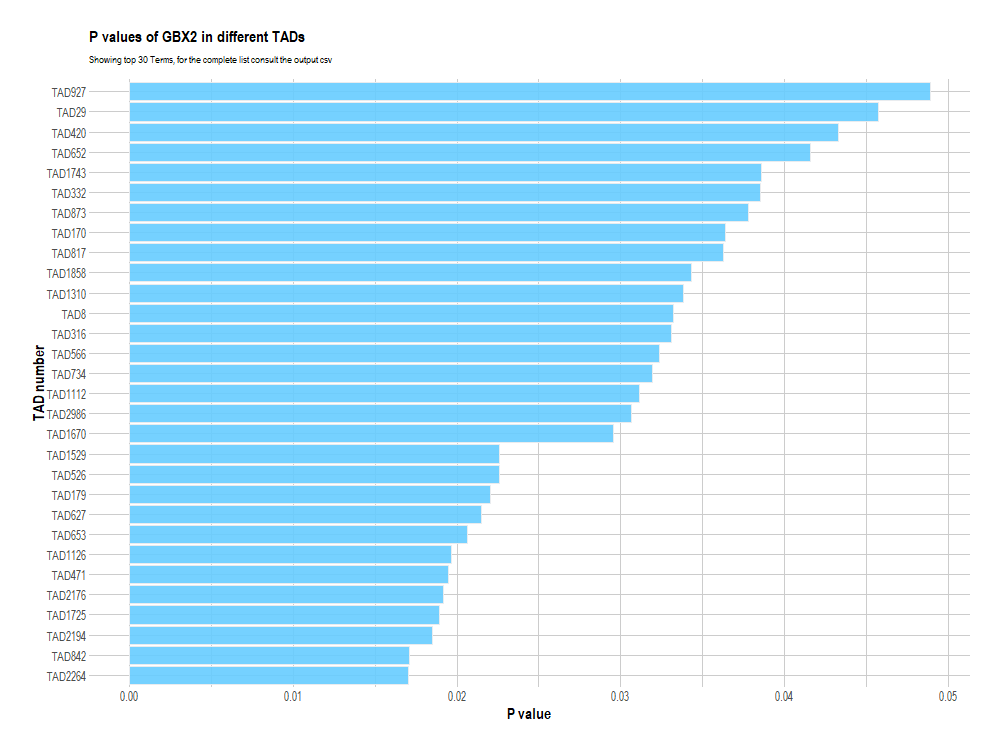 P values of GBX2 in different TADs
Showing top 30 Terms, for the complete list consult the output csv
TAD number
TAD927
TAD29
TAD420
TAD652
TAD1743
TAD332
TAD873
TAD170
TAD817
TAD1858
TAD1310
TAD8
TAD316
TAD566
TAD734
TAD1112
TAD2986
TAD1670
TAD1529
TAD526
TAD179
TAD627
TAD653
TAD1126
TAD471
TAD2176
TAD1725
TAD2194
TAD842
TAD2264
0.00 0.01 0.02 0.03 0.04 0.05
P value